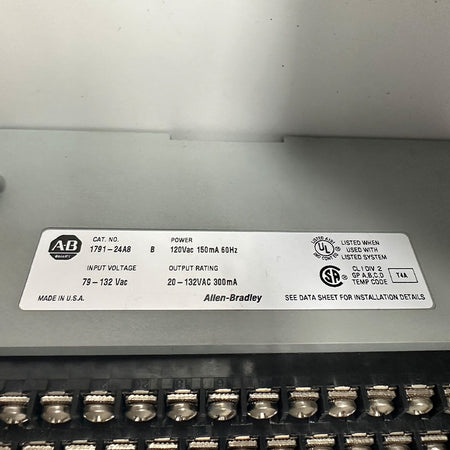 A-B
QUALITY
CAT. NO.
1791-24A8 B
POWER
120Vac 150mA 60Hz
INPUT VOLTAGE
79-132 Vac
OUTPUT RATING
20-132VAC 300mA
MADE IN U.S.A.
Allen-Bradley
UL
LISTED WHEN
USED WITH
LISTED SYSTEM
CL I DIV 2
GP A,B,C,D
TEMP CODE
T4A
SEE DATA SHEET FOR INSTALLATION DETAILS